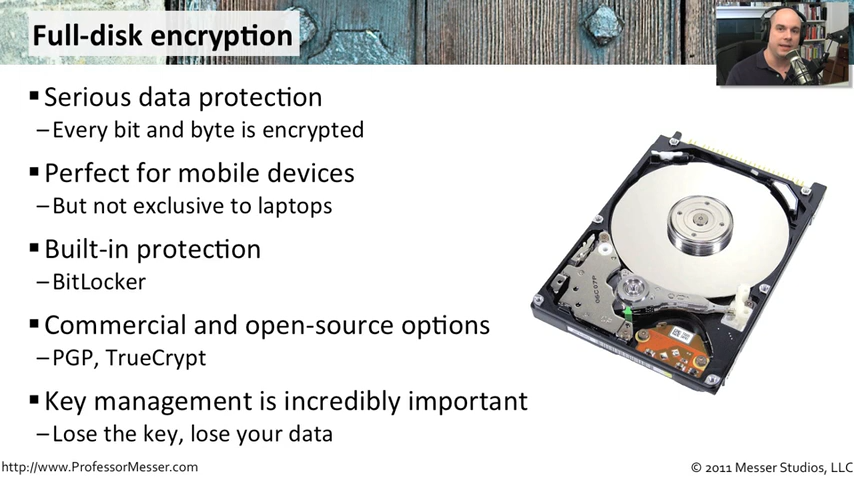 Full-disk encryption
▪ Serious data protection
– Every bit and byte is encrypted
▪ Perfect for mobile devices
– But not exclusive to laptops
▪ Built-in protection
– BitLocker
▪ Commercial and open-source options
– PGP, TrueCrypt
▪ Key management is incredibly important
– Lose the key, lose your data
http://www.ProfessorMesser.com
© 2011 Messer Studios, LLC